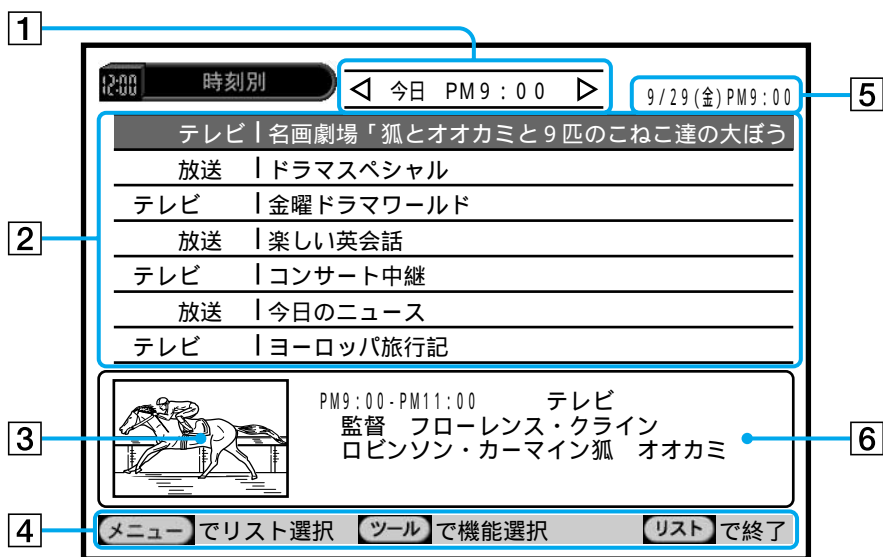 1
12:00 時刻別 ◁ 今日 PM9:00 ▷ 9/29(金)PM9:00
5
テレビ 名画劇場「狐とオオカミと9匹のこねこ達の大ぼう
放送 ドラマスペシャル
テレビ 金曜ドラマワールド
2
放送 楽しい英会話
テレビ コンサート中継
放送 今日のニュース
テレビ ヨーロッパ旅行記
PM9:00-PM11:00 テレビ
監督 フローレンス・クライン
3
ロビンソン・カーマイン狐 オオカミ
6
4
メニュー でリスト選択 ツール で機能選択 リスト で終了